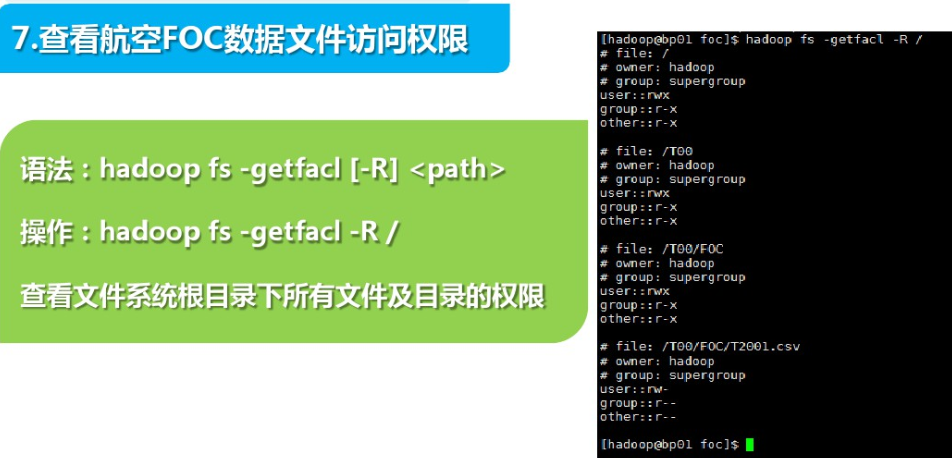 7.查看航空FOC数据文件访问权限
语法：hadoop fs -getfacl [-R] <path>
操作：hadoop fs -getfacl -R /
查看文件系统根目录下所有文件及目录的权限
[hadoop@bp01 foc]$ hadoop fs -getfacl -R /
# file: /
# owner: hadoop
# group: supergroup
user::rwx
group::r-x
other::r-x
# file: /T00
# owner: hadoop
# group: supergroup
user::rwx
group::r-x
other::r-x
# file: /T00/FOC
# owner: hadoop
# group: supergroup
user::rwx
group::r-x
other::r-x
# file: /T00/FOC/T2001.csv
# owner: hadoop
# group: supergroup
user::rw-
group::r--
other::r--
[hadoop@bp01 foc]$